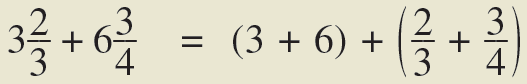 3 2/3 + 6 3/4 = (3 + 6) + (2/3 + 3/4)